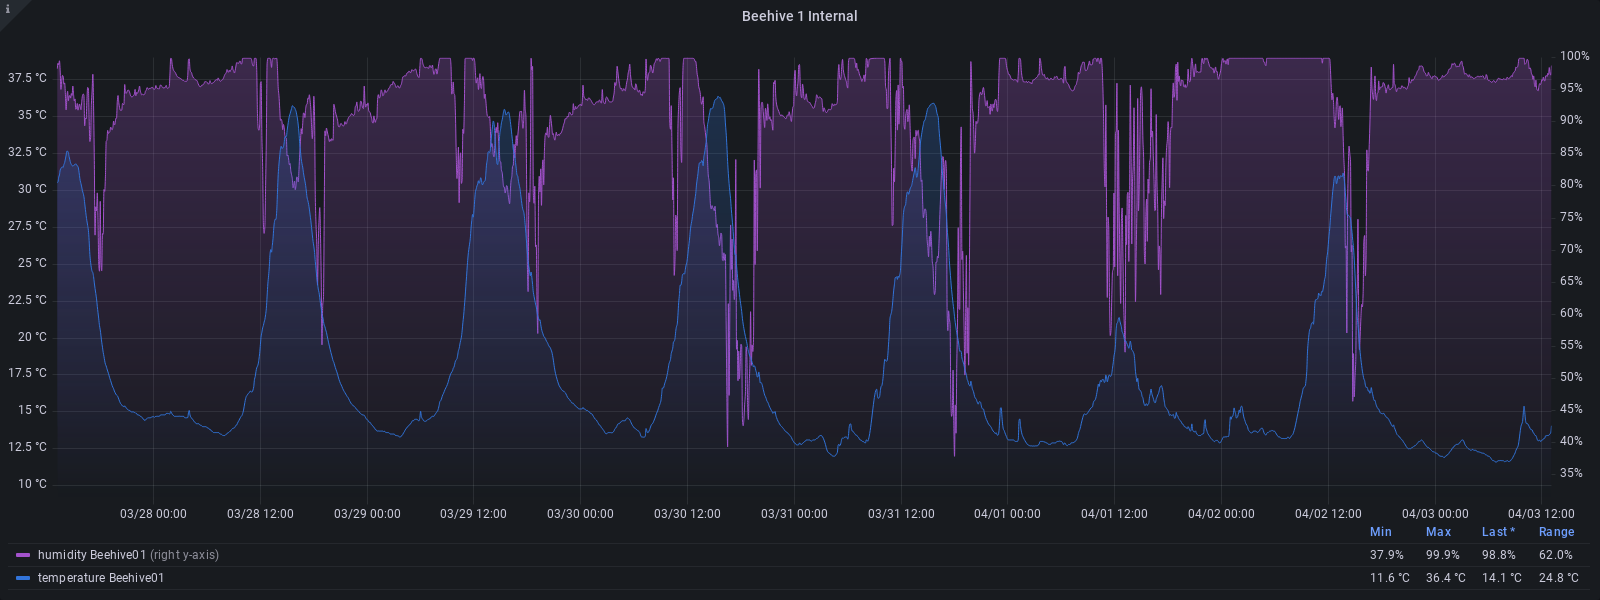 i
Beehive 1 Internal
37.5 °C
35 °C
32.5 °C
30 °C
27.5 °C
25 °C
22.5 °C
20 °C
17.5 °C
15 °C
12.5 °C
10 °C
100%
95%
90%
85%
80%
75%
70%
65%
60%
55%
50%
45%
40%
35%
03/28 00:00 03/28 12:00 03/29 00:00 03/29 12:00 03/30 00:00 03/30 12:00 03/31 00:00 03/31 12:00 04/01 00:00 04/01 12:00 04/02 00:00 04/02 12:00 04/03 00:00 04/03 12:00
Min Max Last * Range
humidity Beehive01 (right y-axis) 37.9% 99.9% 98.8% 62.0%
temperature Beehive01 11.6 °C 36.4 °C 14.1 °C 24.8 °C